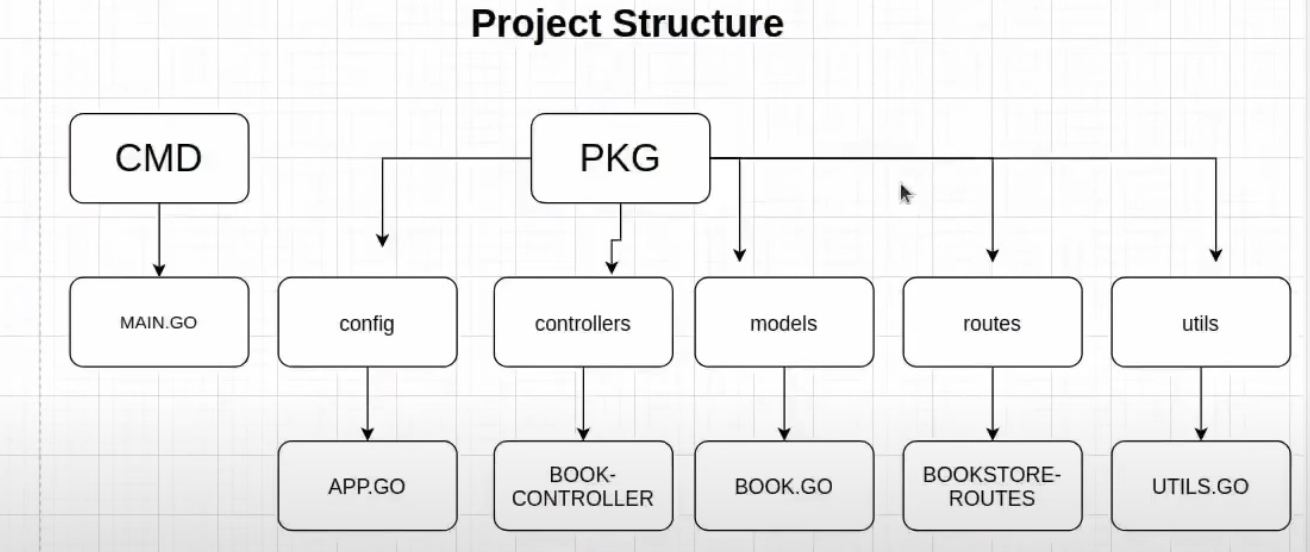 Project Structure
CMD
PKG
MAIN.GO
config
controllers
models
routes
utils
APP.GO
BOOK-
CONTROLLER
BOOK.GO
BOOKSTORE-
ROUTES
UTILS.GO